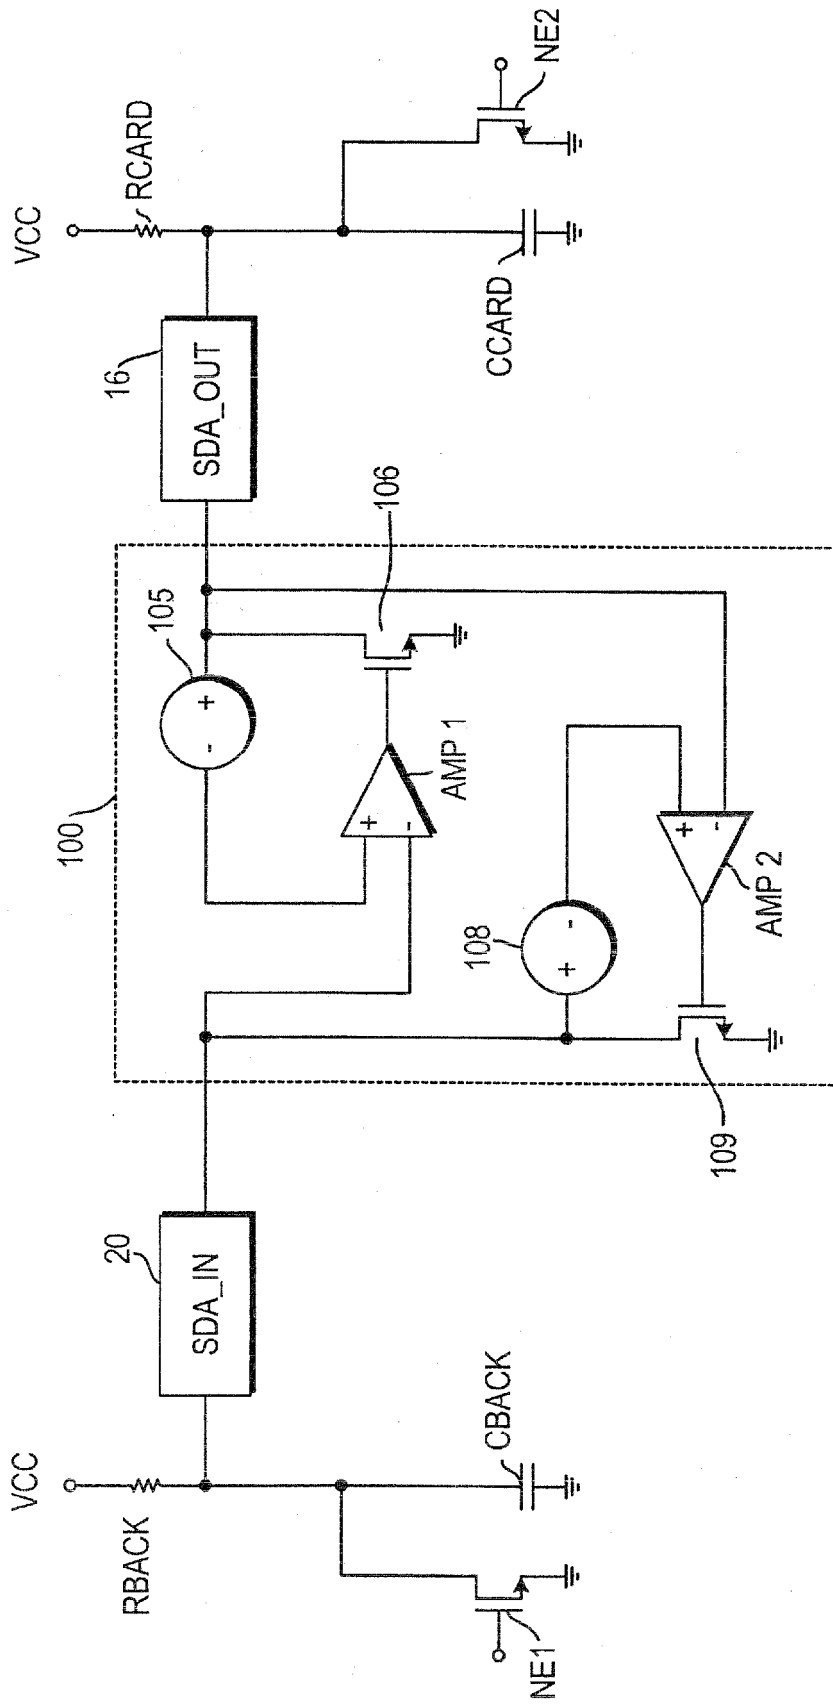 VCC
RBACK
NE1
CBACK
20
SDA_IN
100
105
- +
+
-
AMP 1
106
108
+ -
+
-
AMP 2
109
16
SDA_OUT
VCC
RCARD
CCARD
NE2